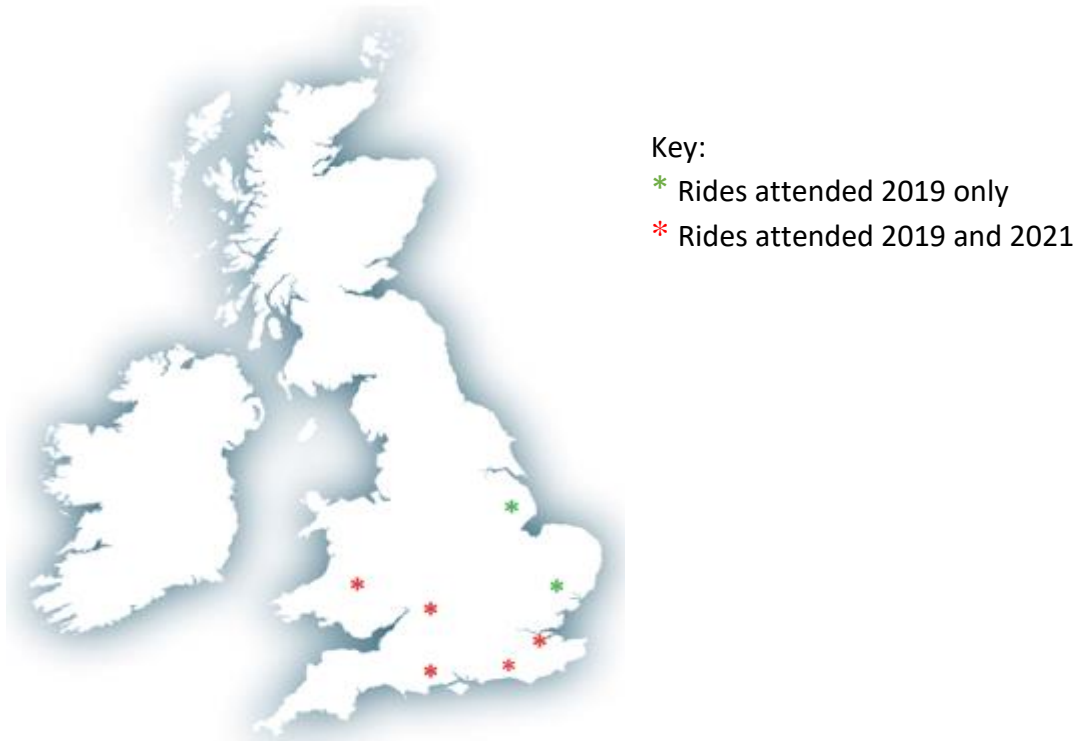 Key:
* Rides attended 2019 only
* Rides attended 2019 and 2021